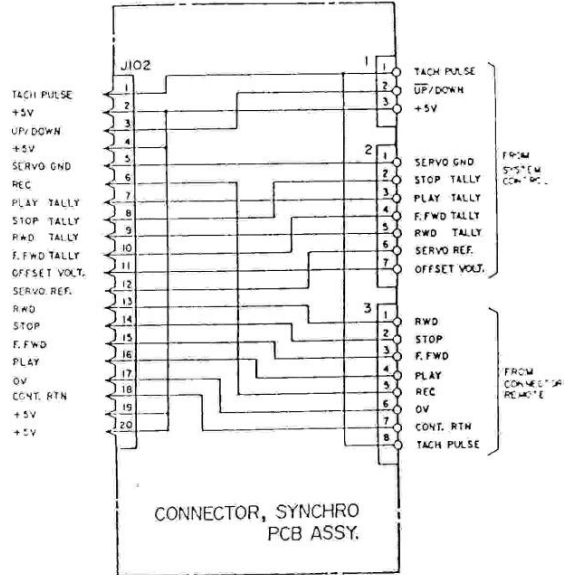 J102
TACH PULSE 1
+5V 2
UP/DOWN 3
+5V 4
SERVO GND 5
REC 6
PLAY TALLY 7
STOP TALLY 8
RWD TALLY 9
F.FWD TALLY 10
OFFSET VOLT. 11
SERVO REF. 12
RWD 13
STOP 14
F.FWD 15
PLAY 16
OV 17
CONT. RTN 18
+5V 19
+5V 20
1
1 TACH PULSE
2 UP/DOWN
3 +5V
2
1 SERVO GND
2 STOP TALLY
3 PLAY TALLY
4 F.FWD TALLY
5 RWD TALLY
6 SERVO REF.
7 OFFSET VOLT.
FROM
SYSTEM
CONTROL
3
1 RWD
2 STOP
3 F.FWD
4 PLAY
5 REC
6 OV
7 CONT. RTN
8 TACH PULSE
FROM
CONNECTOR
REMOTE
CONNECTOR, SYNCHRO
PCB ASSY.